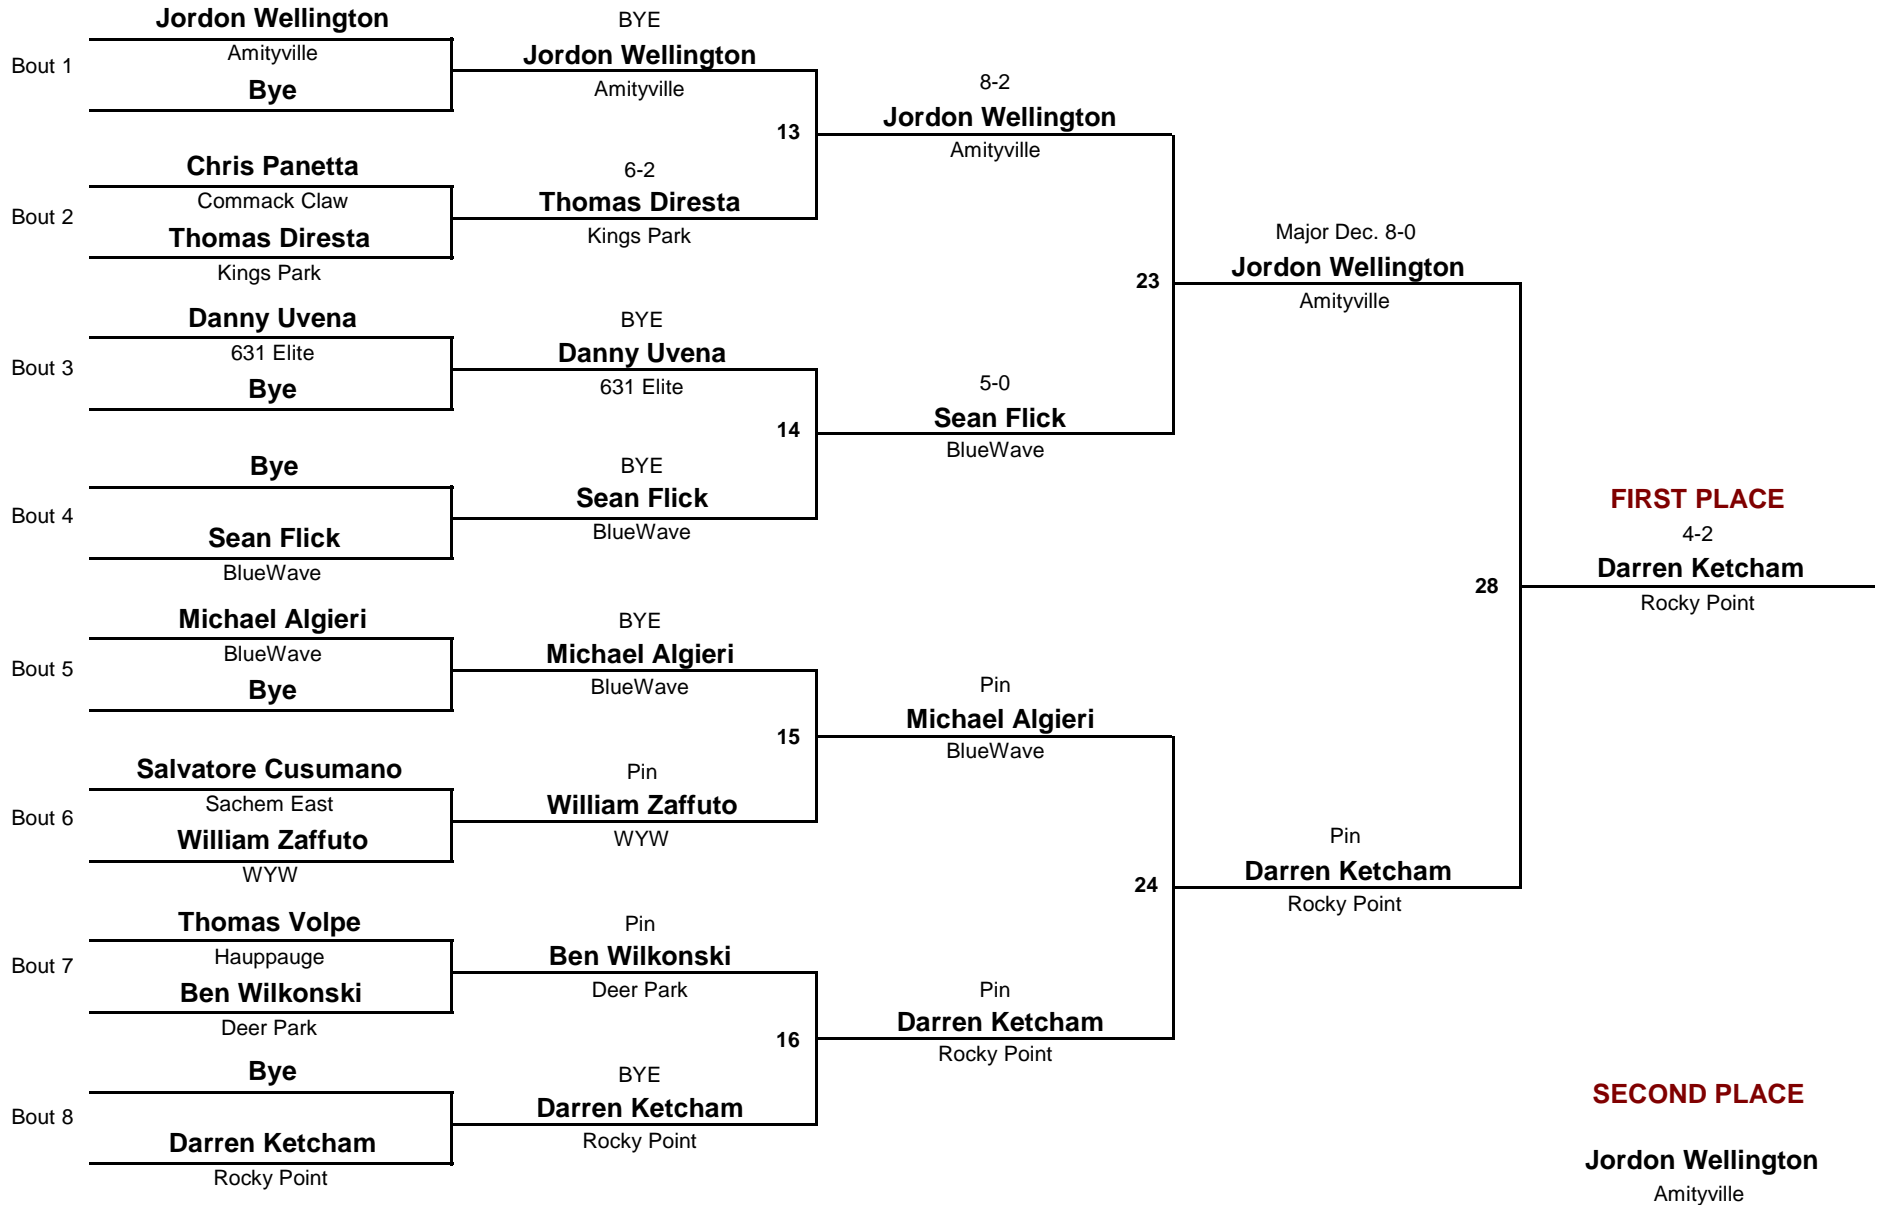 Jordon Wellington
Bout 1
Amityville
Bye
Chris Panetta
Bout 2
Commack Claw
Thomas Diresta
Kings Park
Danny Uvena
Bout 3
631 Elite
Bye
Bye
Bout 4
Sean Flick
BlueWave
Michael Algieri
Bout 5
BlueWave
Bye
Salvatore Cusumano
Bout 6
Sachem East
William Zaffuto
WYW
Thomas Volpe
Bout 7
Hauppauge
Ben Wilkonski
Deer Park
Bye
Bout 8
Darren Ketcham
Rocky Point
BYE
Jordon Wellington
Amityville
13
6-2
Thomas Diresta
Kings Park
BYE
Danny Uvena
631 Elite
14
BYE
Sean Flick
BlueWave
BYE
Michael Algieri
BlueWave
15
Pin
William Zaffuto
WYW
Pin
Ben Wilkonski
Deer Park
16
BYE
Darren Ketcham
Rocky Point
8-2
Jordon Wellington
Amityville
23
5-0
Sean Flick
BlueWave
Pin
Michael Algieri
BlueWave
24
Pin
Darren Ketcham
Rocky Point
Major Dec. 8-0
Jordon Wellington
Amityville
28
Pin
Darren Ketcham
Rocky Point
FIRST PLACE
4-2
Darren Ketcham
Rocky Point
SECOND PLACE
Jordon Wellington
Amityville